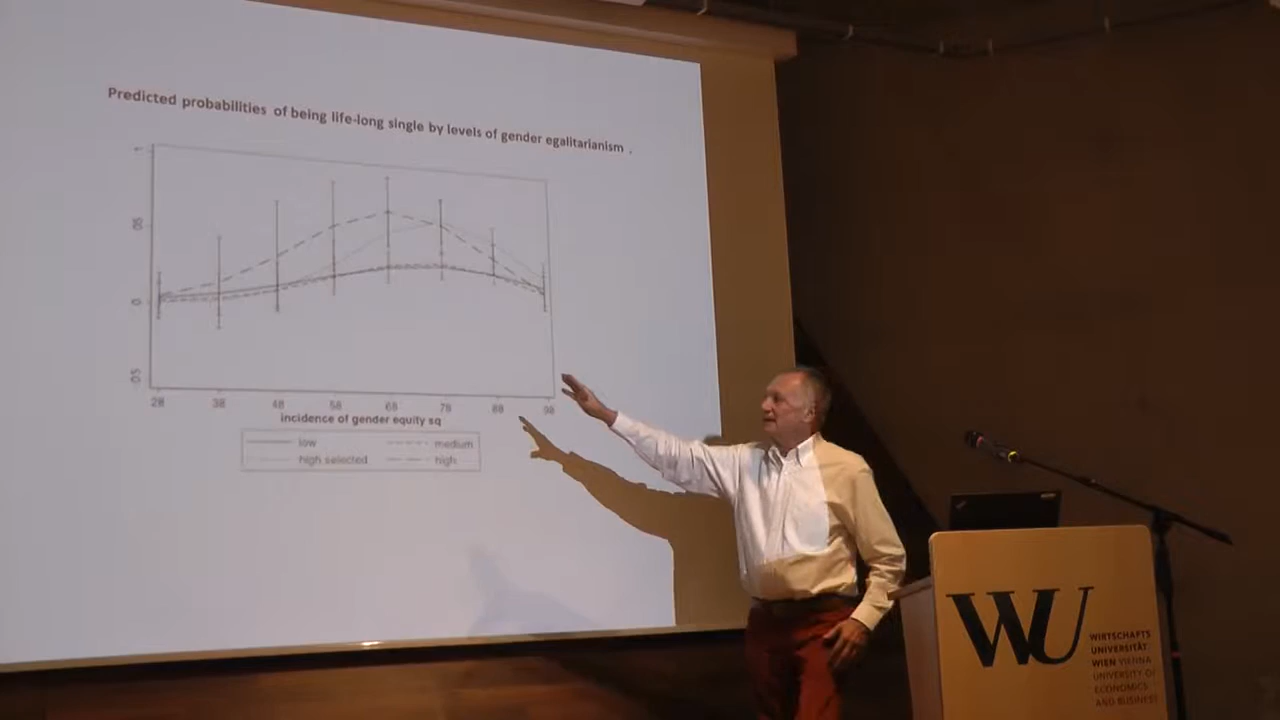 Predicted probabilities of being life-long single by levels of gender egalitarianism .
.1
.05
0
.05
28 38 48 58 68 78 88 98
incidence of gender equity sq
low medium
high selected high
WU
WIRTSCHAFTS
UNIVERSITÄT
WIEN VIENNA
UNIVERSITY OF
ECONOMICS
AND BUSINESS